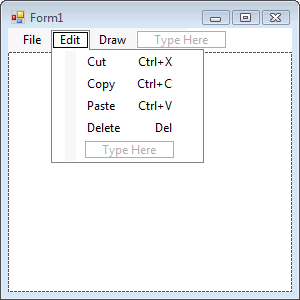 Form1
File Edit Draw Type Here
Cut Ctrl+X
Copy Ctrl+C
Paste Ctrl+V
Delete Del
Type Here